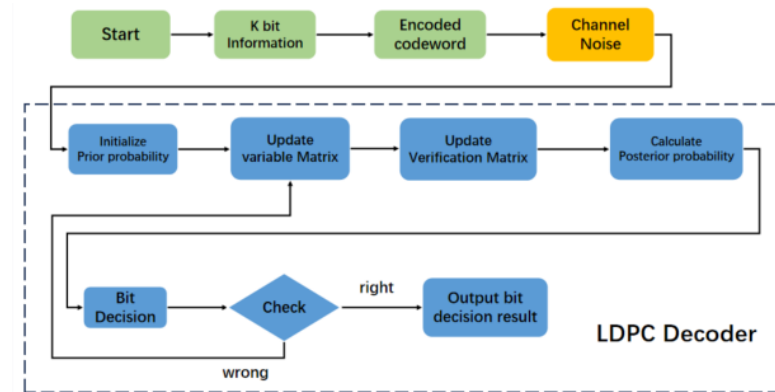 Start
K bit
Information
Encoded
codeword
Channel
Noise
Initialize
Prior probability
Update
variable Matrix
Update
Verification Matrix
Calculate
Posterior probability
Bit
Decision
Check
right
Output bit
decision result
wrong
LDPC Decoder